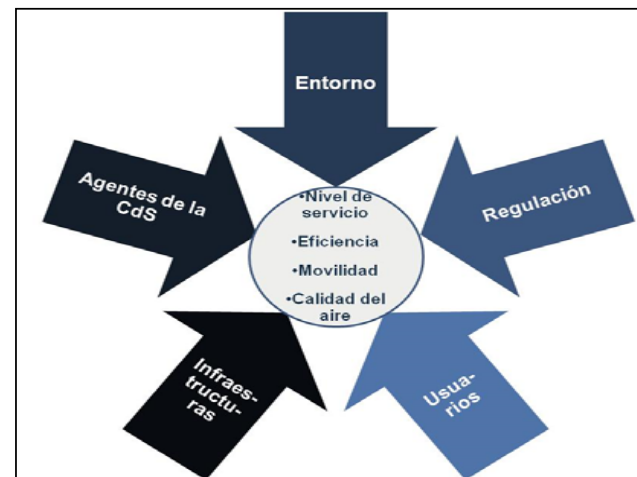 Entorno
Agentes de la
CdS
Regulación
•Nivel de
servicio
•Eficiencia
•Movilidad
•Calidad del
aire
Infraes-
tructu-
ras
Usua-
rios